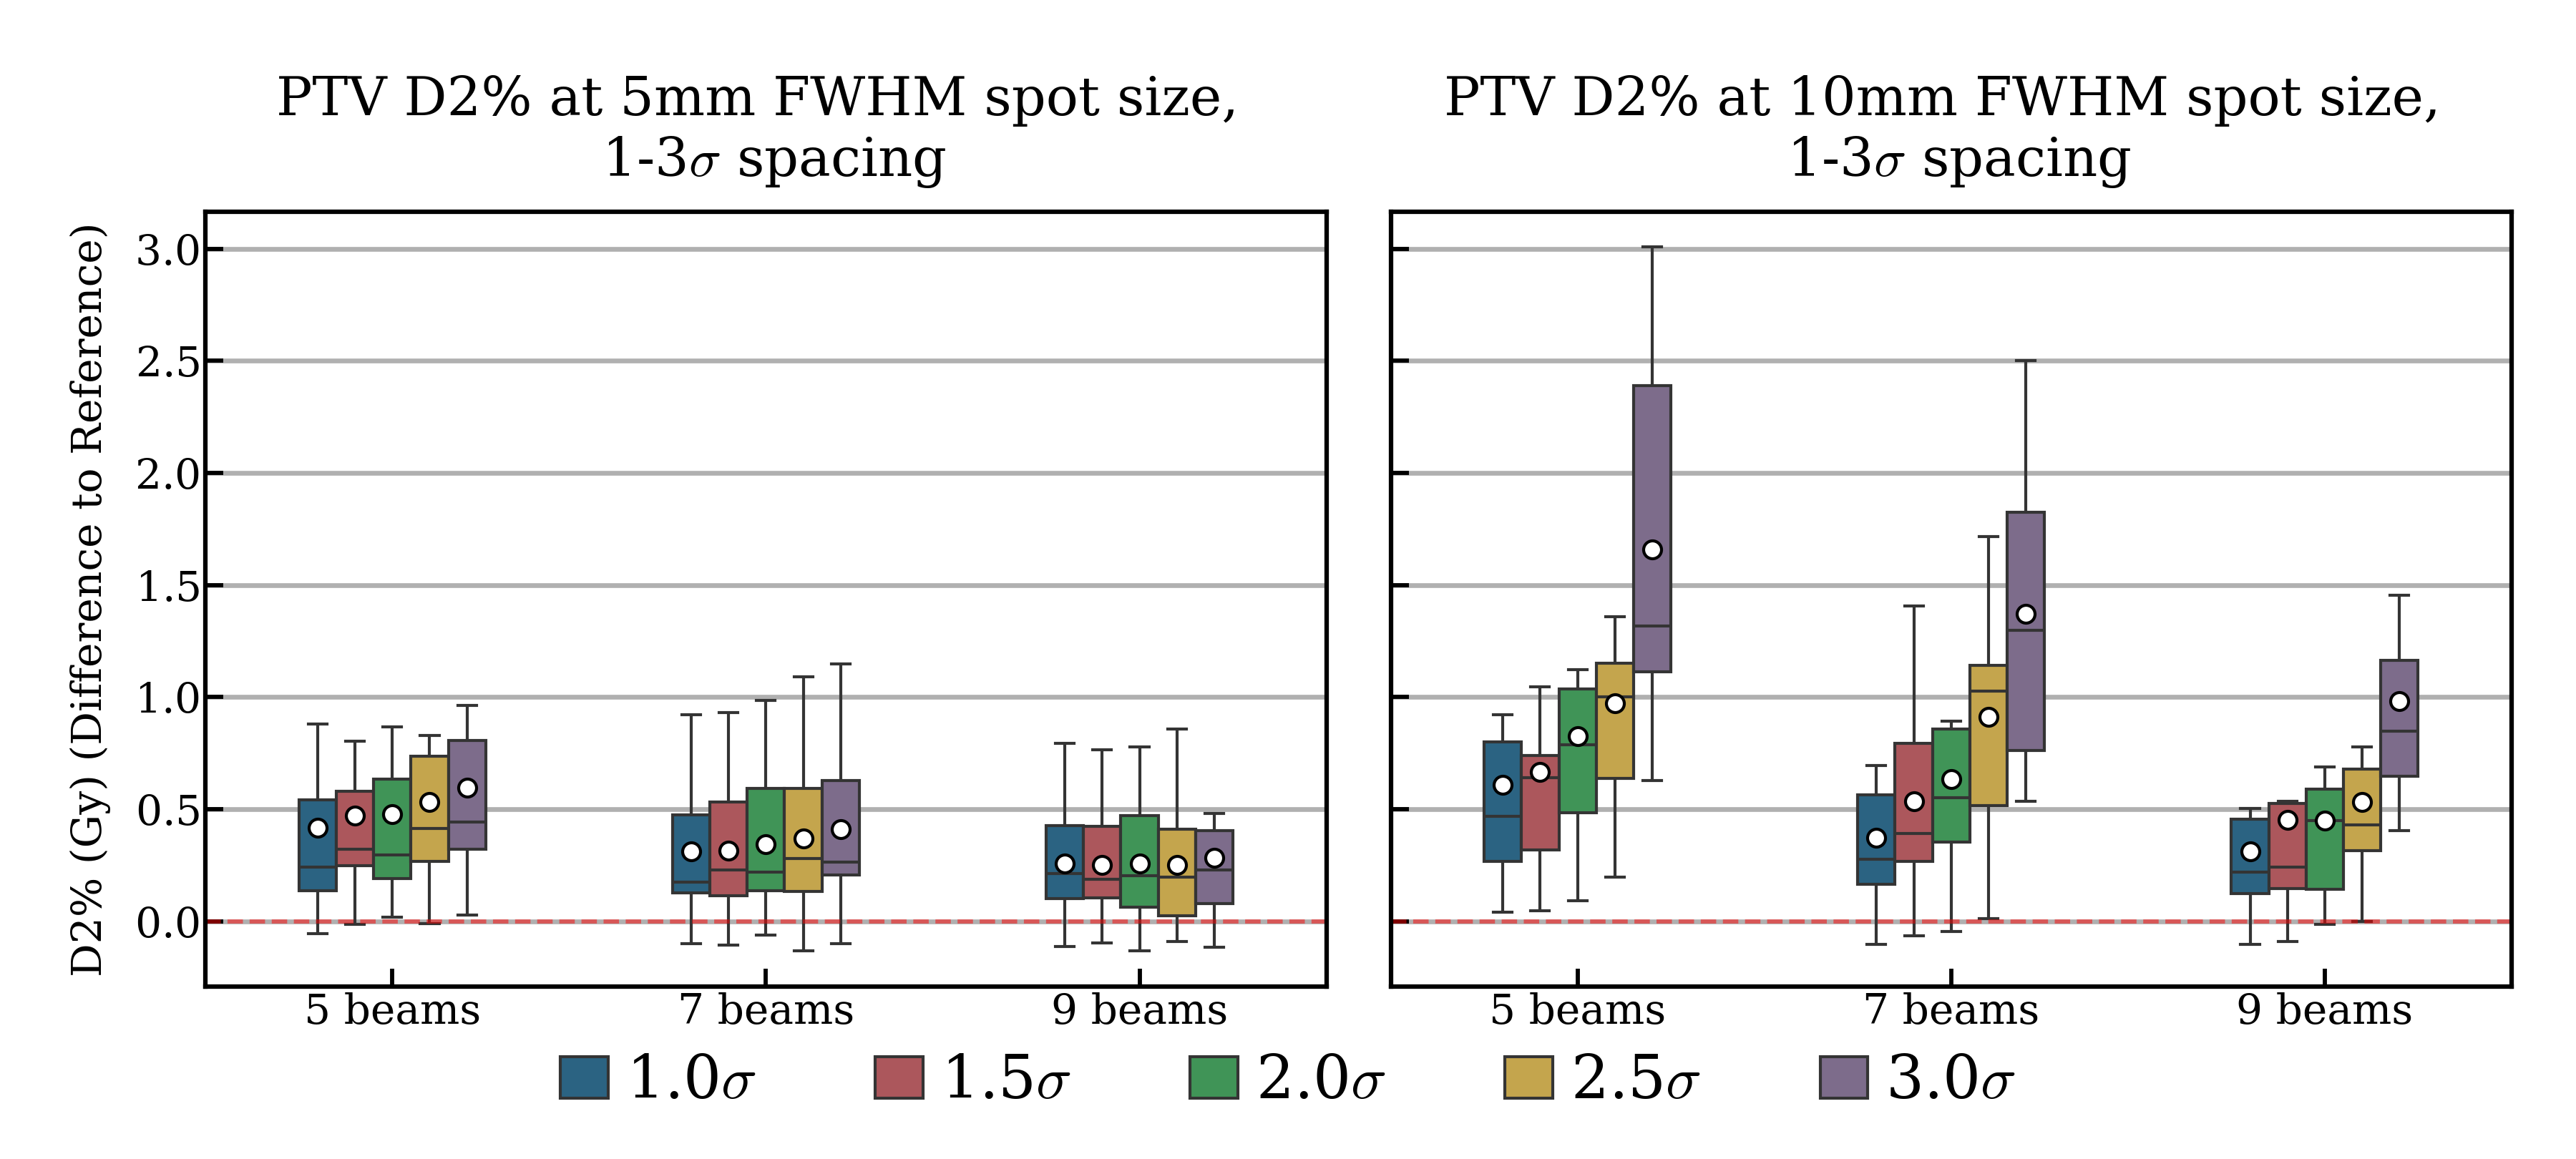 PTV D2% at 5mm FWHM spot size,
1-3σ spacing
PTV D2% at 10mm FWHM spot size,
1-3σ spacing
D2% (Gy) (Difference to Reference)
3.0
2.5
2.0
1.5
1.0
0.5
0.0
5 beams
7 beams
9 beams
5 beams
7 beams
9 beams
1.0σ
1.5σ
2.0σ
2.5σ
3.0σ